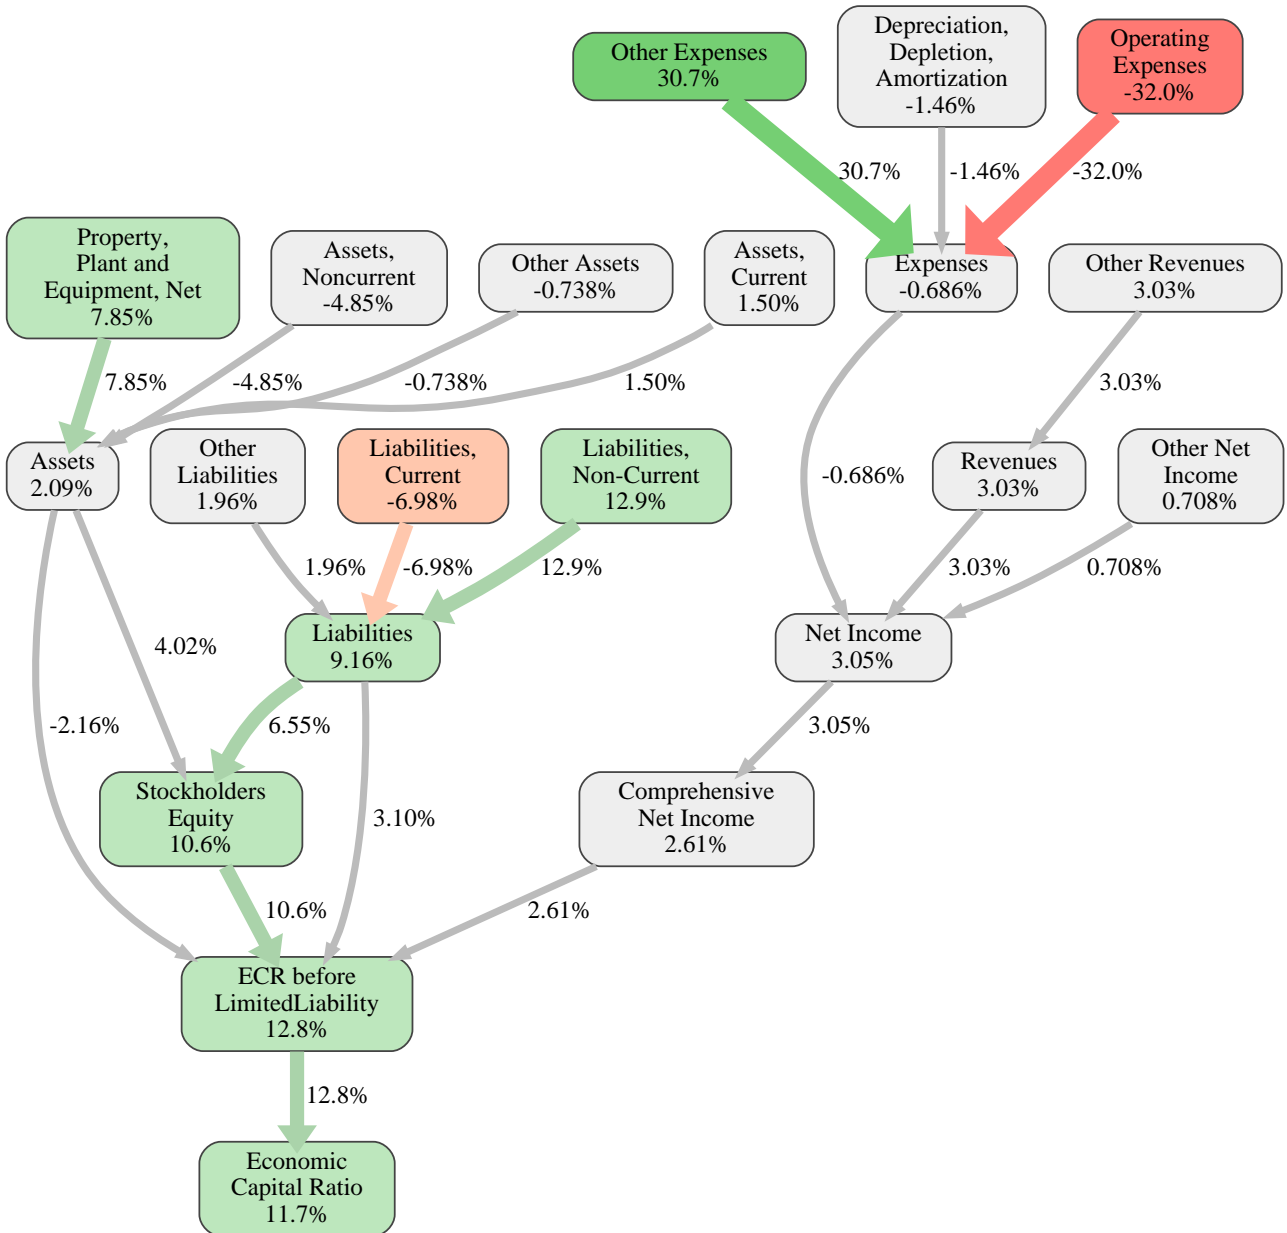 Other Expenses
30.7%
Depreciation,
Depletion,
Amortization
-1.46%
Operating
Expenses
-32.0%
30.7%
-1.46%
-32.0%
Property,
Plant and
Equipment, Net
7.85%
Assets,
Noncurrent
-4.85%
Other Assets
-0.738%
Assets,
Current
1.50%
Expenses
-0.686%
Other Revenues
3.03%
7.85%
-4.85%
-0.738%
1.50%
3.03%
Assets
2.09%
Other
Liabilities
1.96%
Liabilities,
Current
-6.98%
Liabilities,
Non-Current
12.9%
-0.686%
Revenues
3.03%
Other Net
Income
0.708%
1.96%
-6.98%
12.9%
3.03%
0.708%
4.02%
Liabilities
9.16%
Net Income
3.05%
-2.16%
6.55%
3.05%
Stockholders
Equity
10.6%
3.10%
Comprehensive
Net Income
2.61%
10.6%
2.61%
ECR before
LimitedLiability
12.8%
12.8%
Economic
Capital Ratio
11.7%